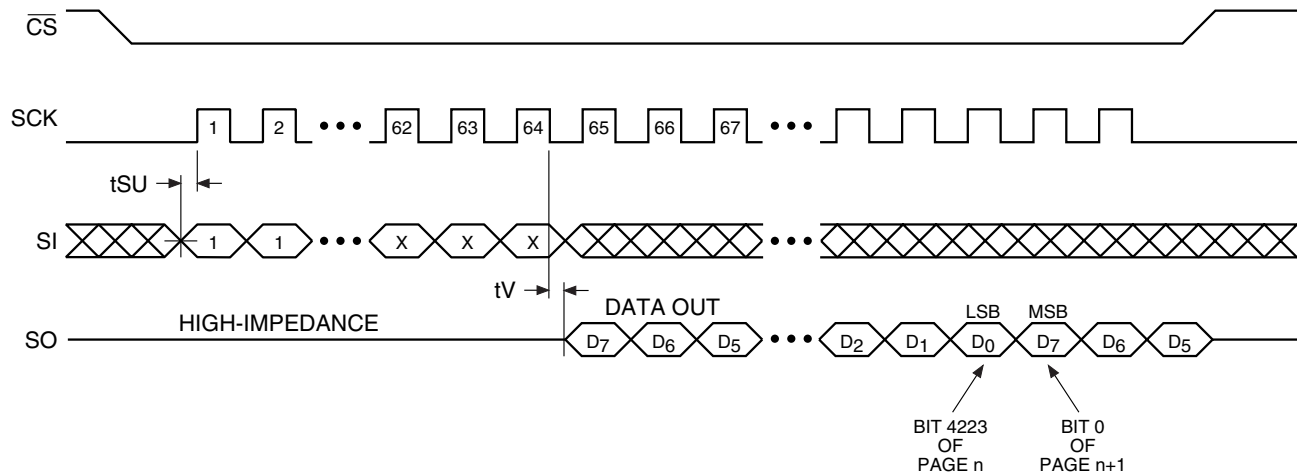 CS
SCK
1 2 ••• 62 63 64 65 66 67 •••
tSU
SI
1 1 ••• X X X •••
tV
HIGH-IMPEDANCE
DATA OUT
LSB MSB
SO
D7 D6 D5 ••• D2 D1 D0 D7 D6 D5
BIT 4223
OF
PAGE n
BIT 0
OF
PAGE n+1